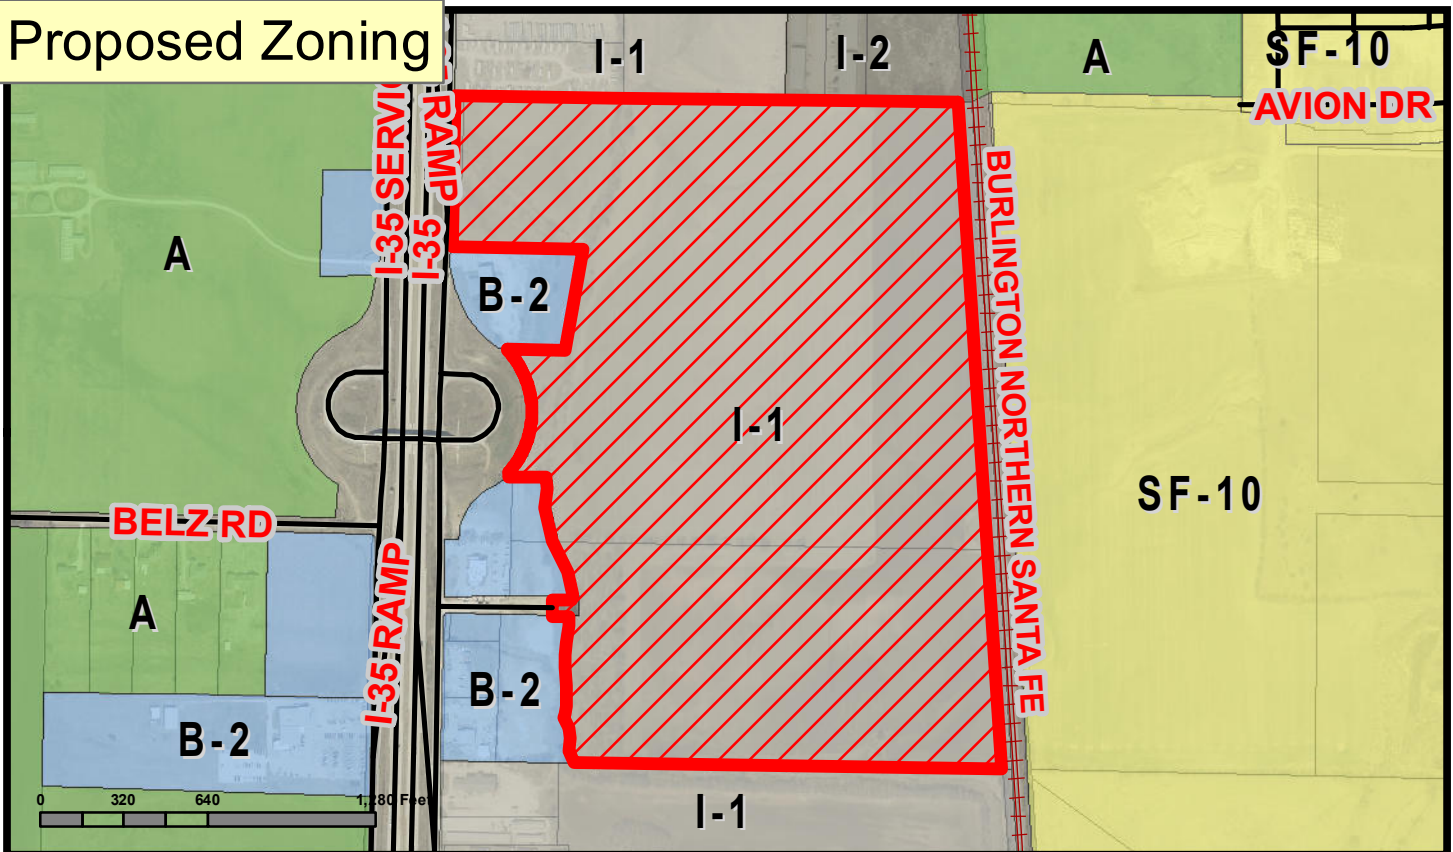 Proposed Zoning
I-1
I-2
A
SF-10
AVION DR
I-35 SERVIC
RAMP
I-35
BURLINGTON NORTHERN SANTA FE
A
B-2
I-1
SF-10
BELZ RD
A
I-35 RAMP
B-2
B-2
I-1
0 320 640 1,280 Feet